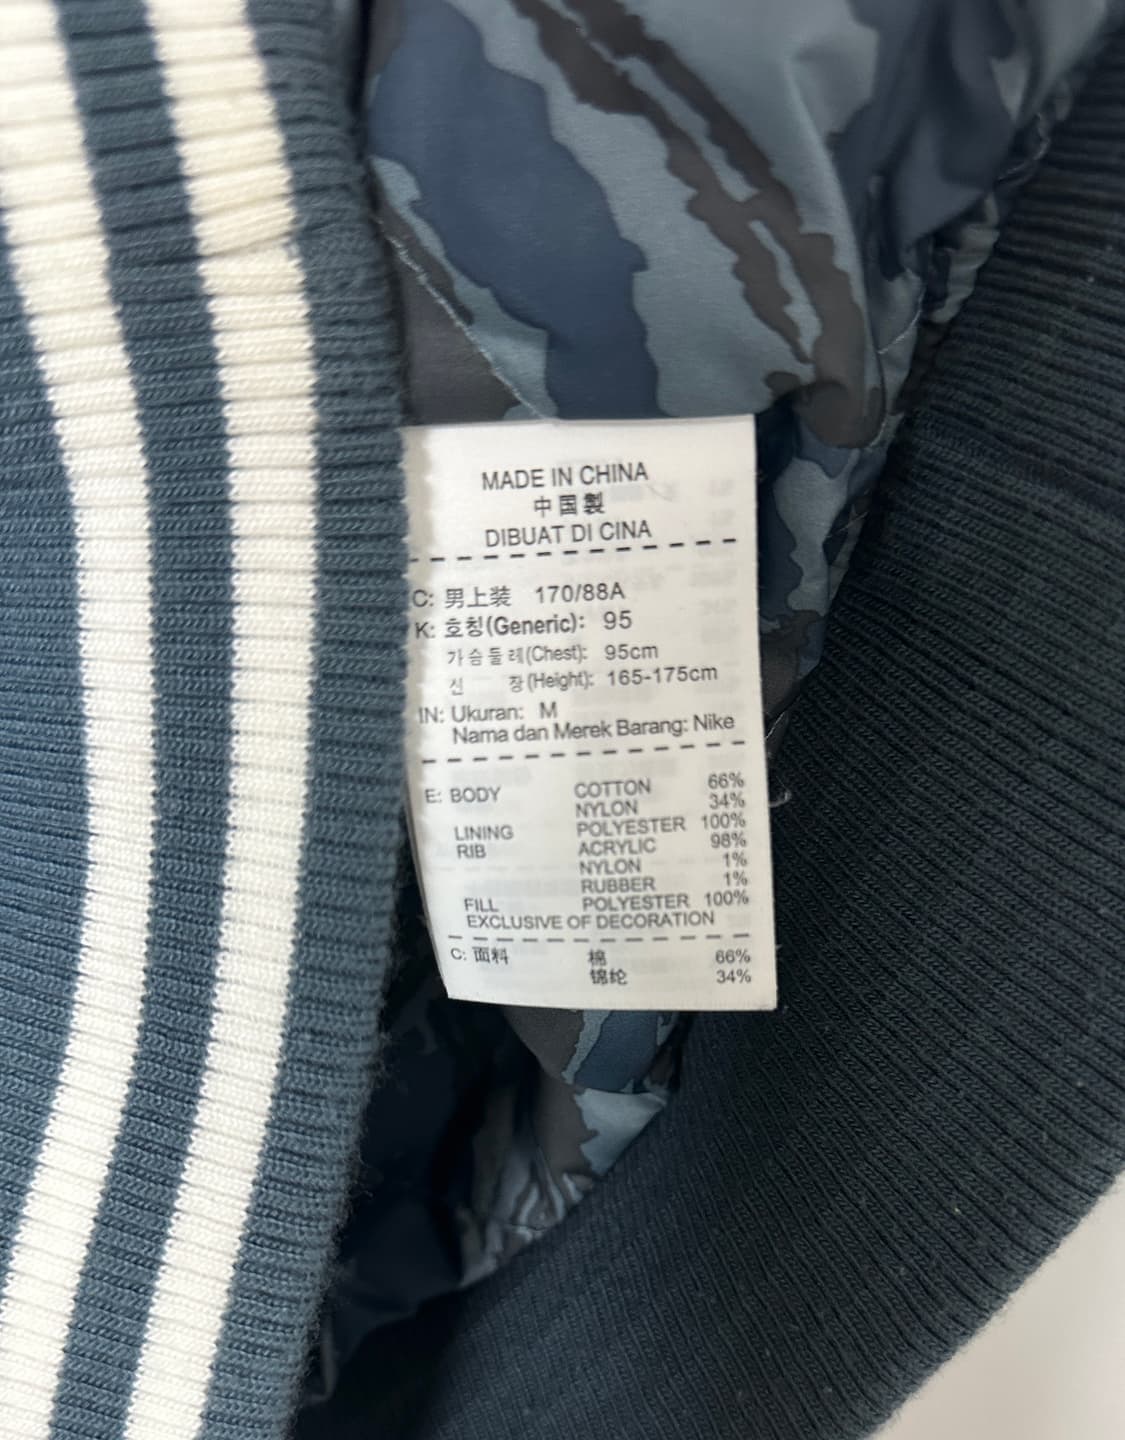 MADE IN CHINA
中国製
DIBUAT DI CINA
C: 男上装 170/88A
K: 호칭(Generic): 95
가슴둘레(Chest): 95cm
신 장(Height): 165-175cm
IN: Ukuran: M
Nama dan Merek Barang: Nike
E: BODY COTTON 66%
NYLON 34%
LINING POLYESTER 100%
RIB ACRYLIC 98%
NYLON 1%
RUBBER 1%
FILL POLYESTER 100%
EXCLUSIVE OF DECORATION
C: 面料 棉 66%
锦纶 34%